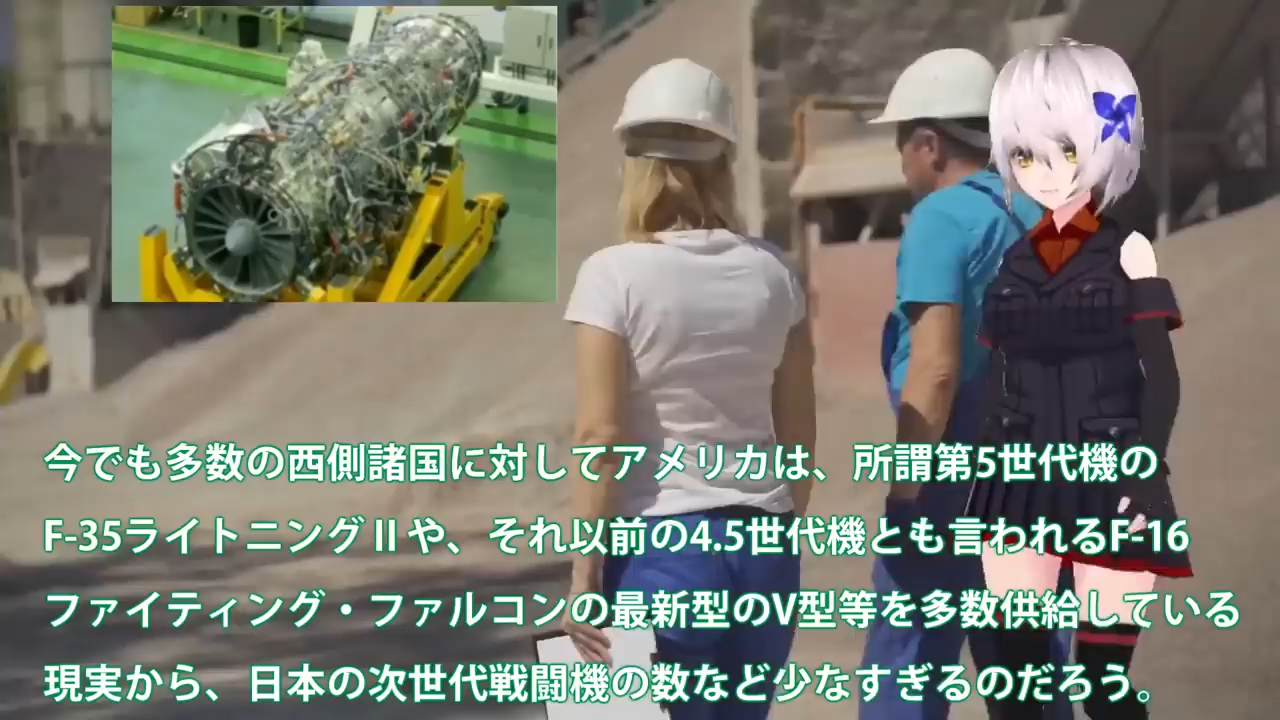 今でも多数の西側諸国に対してアメリカは、所謂第5世代機の
F-35ライトニングⅡや、それ以前の4.5世代機とも言われるF-16
ファイティング・ファルコンの最新型のV型等を多数供給している
現実から、日本の次世代戦闘機の数など少なすぎるのだろう。